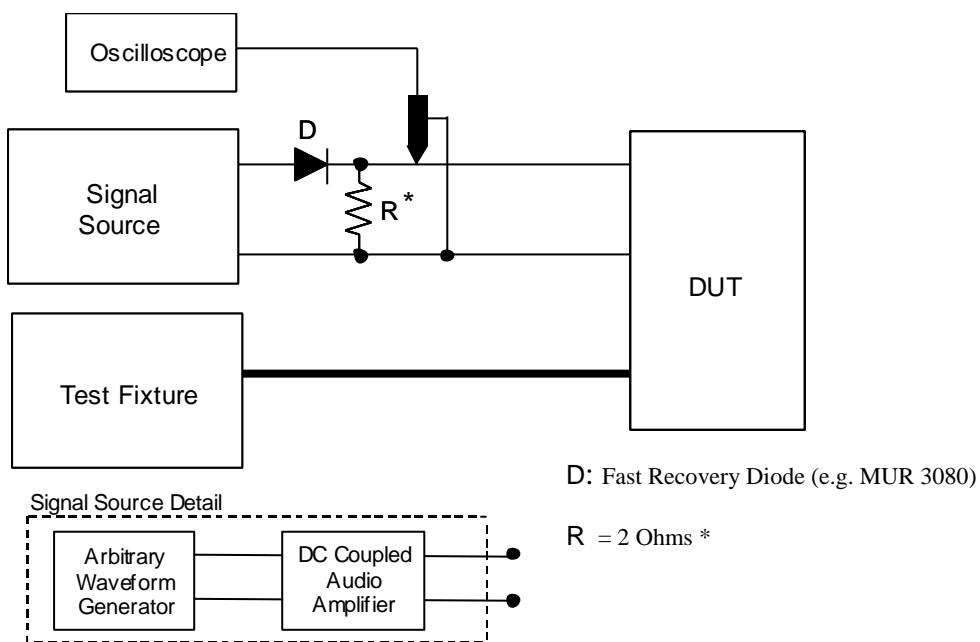 Oscilloscope
D
Signal
Source
R *
DUT
Test Fixture
D: Fast Recovery Diode (e.g. MUR 3080)
Signal Source Detail
R = 2 Ohms *
Arbitrary
Waveform
Generator
DC Coupled
Audio
Amplifier